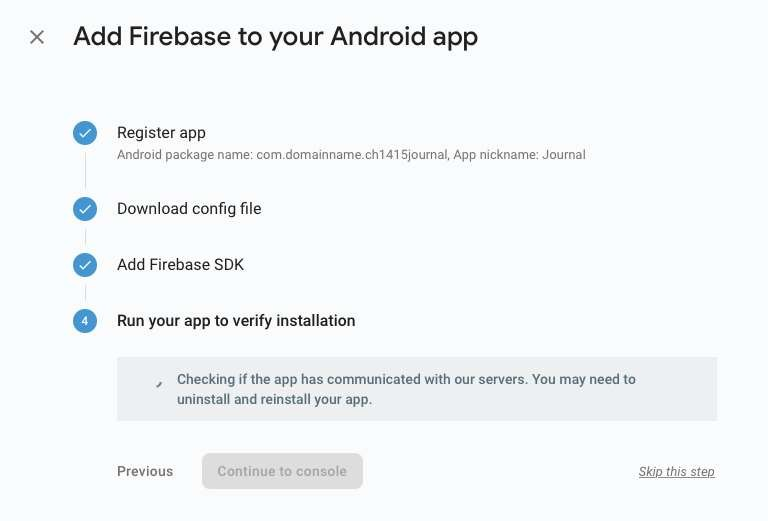 Add Firebase to your Android app
Register app
Android package name: com.domainname.ch1415journal, App nickname: Journal
Download config file
Add Firebase SDK
4
Run your app to verify installation
Checking if the app has communicated with our servers. You may need to
uninstall and reinstall your app.
Previous
Continue to console
Skip this step